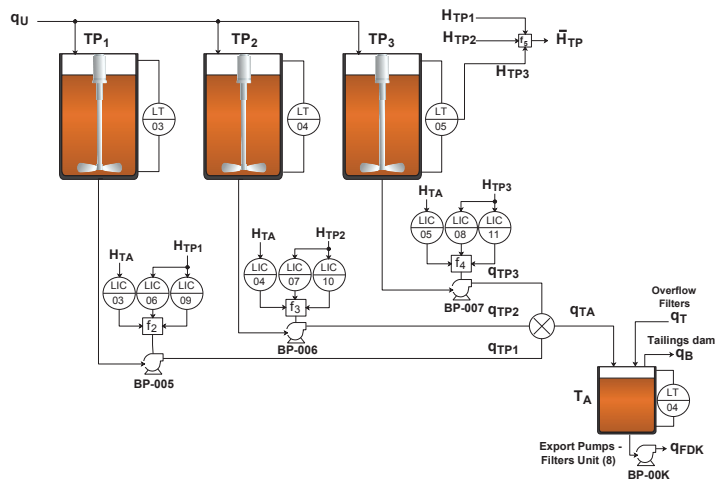 qU
TP1
TP2
TP3
HTP1
HTP2
f5
H̄TP
HTP3
LT
03
LT
04
LT
05
HTA
HTP3
LIC
05
LIC
08
LIC
11
f4
qTP3
BP-007
HTA
HTP2
LIC
04
LIC
07
LIC
10
f3
qTP2
BP-006
HTA
HTP1
LIC
03
LIC
06
LIC
09
f2
qTP1
BP-005
qTA
Overflow
Filters
qT
Tailings dam
qB
TA
LT
04
Export Pumps -
Filters Unit (8)
qFDK
BP-00K